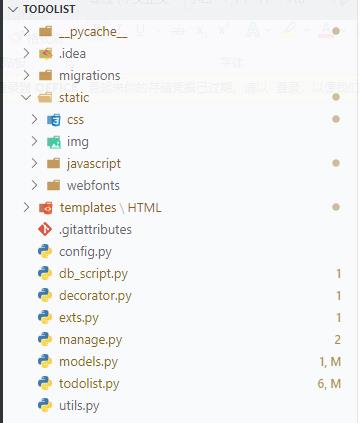 TODOLIST
__pycache__
.idea
migrations
static
css
img
javascript
webfonts
templates \ HTML
.gitattributes
config.py
db_script.py 1
decorator.py 1
exts.py 1
manage.py 2
models.py 1, M
todolist.py 6, M
utils.py